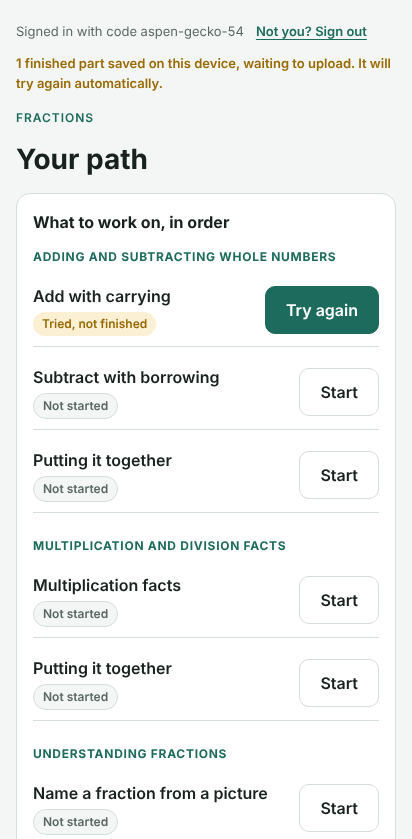 Signed in with code aspen-gecko-54 Not you? Sign out
1 finished part saved on this device, waiting to upload. It will
try again automatically.
FRACTIONS
Your path
What to work on, in order
ADDING AND SUBTRACTING WHOLE NUMBERS
Add with carrying
Tried, not finished
Try again
Subtract with borrowing
Not started
Start
Putting it together
Not started
Start
MULTIPLICATION AND DIVISION FACTS
Multiplication facts
Not started
Start
Putting it together
Not started
Start
UNDERSTANDING FRACTIONS
Name a fraction from a picture
Not started
Start